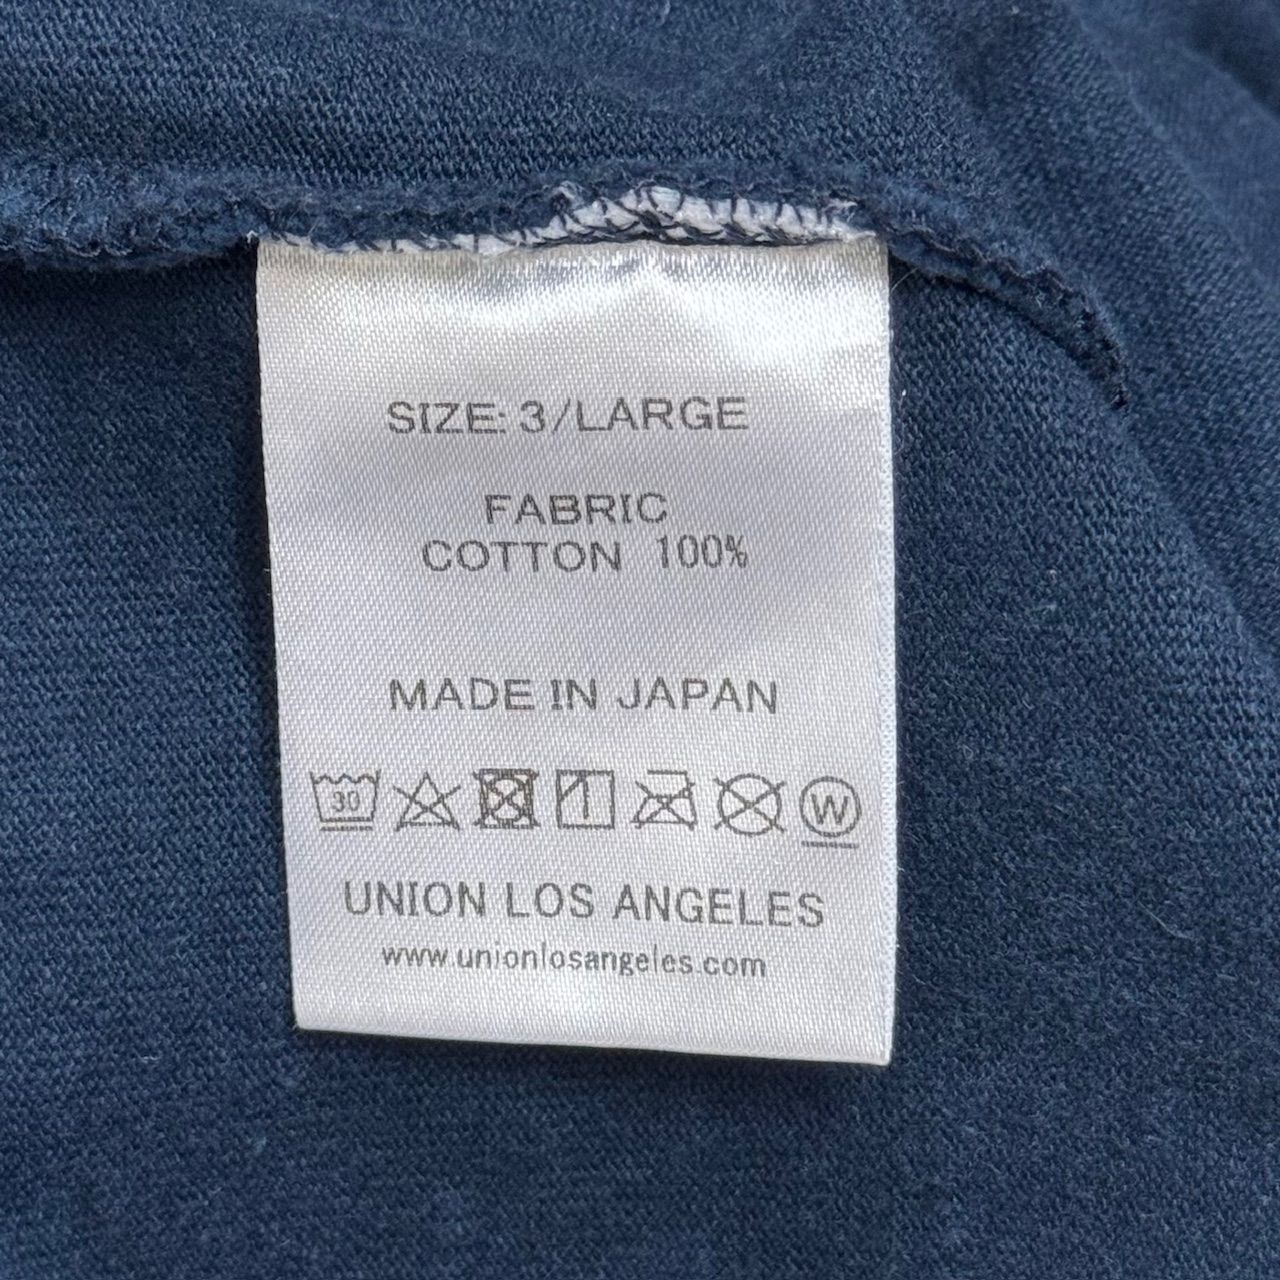 SIZE: 3/LARGE
FABRIC
COTTON 100%
MADE IN JAPAN
30 W
UNION LOS ANGELES
www.unionlosangeles.com